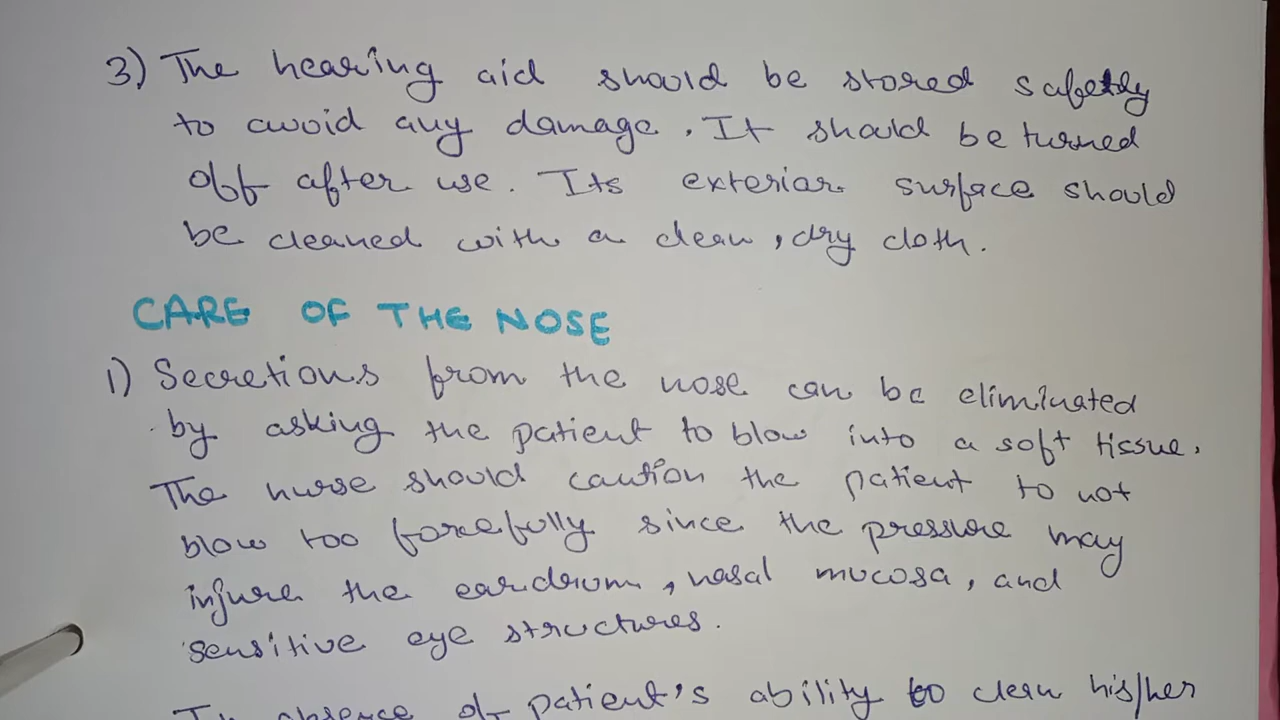 3) The hearing aid should be stored safely
to avoid any damage. It should be turned
off after use. Its exterior surface should
be cleaned with a clean, dry cloth.
CARE OF THE NOSE
1) Secretions from the nose can be eliminated
by asking the patient to blow into a soft tissue.
The nurse should caution the patient to not
blow too forcefully since the pressure may
injure the eardrum, nasal mucosa, and
sensitive eye structures.
In absence of patient's ability to clean his/her